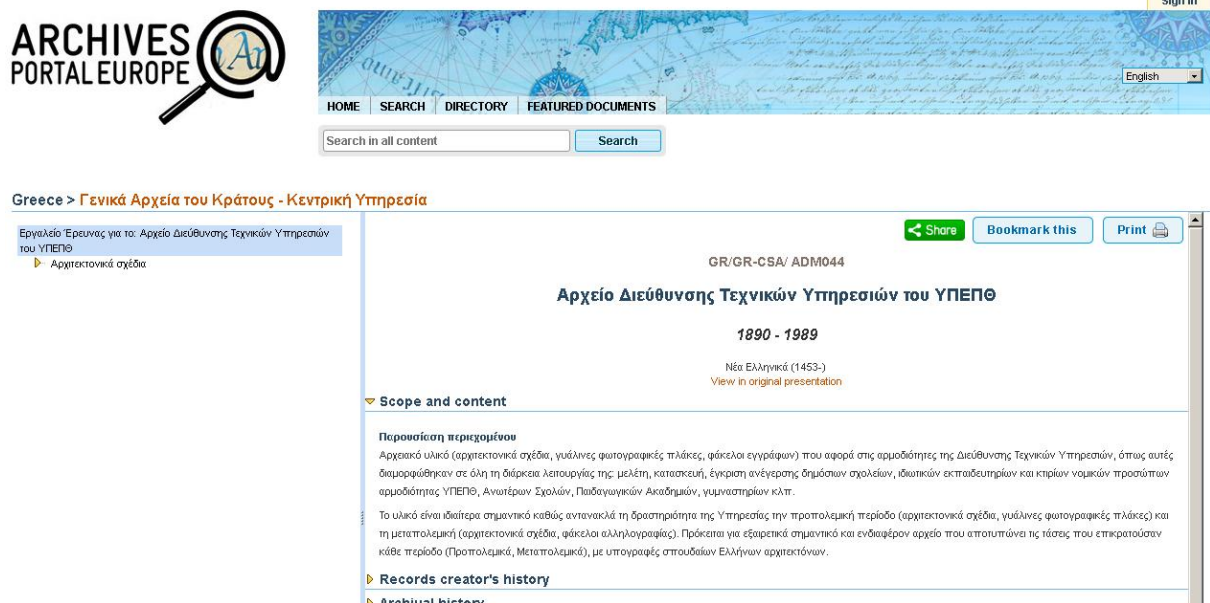 Sign in
ARCHIVES
PORTAL EUROPE
English
HOME SEARCH DIRECTORY FEATURED DOCUMENTS
Search in all content Search
Greece > Γενικά Αρχεία του Κράτους - Κεντρική Υπηρεσία
Εργαλείο Έρευνας για το: Αρχείο Διεύθυνσης Τεχνικών Υπηρεσιών
του ΥΠΕΠΘ
Αρχιτεκτονικά σχέδια
Share Bookmark this Print
GR/GR-CSA/ ADM044
Αρχείο Διεύθυνσης Τεχνικών Υπηρεσιών του ΥΠΕΠΘ
1890 - 1989
Νέα Ελληνικά (1453-)
View in original presentation
Scope and content
Παρουσίαση περιεχομένου
Αρχειακό υλικό (αρχιτεκτονικά σχέδια, γυάλινες φωτογραφικές πλάκες, φάκελοι εγγράφων) που αφορά στις αρμοδιότητες της Διεύθυνσης Τεχνικών Υπηρεσιών, όπως αυτές
διαμορφώθηκαν σε όλη τη διάρκεια λειτουργίας της: μελέτη, κατασκευή, έγκριση ανέγερσης δημόσιων σχολείων, ιδιωτικών εκπαιδευτηρίων και κτιρίων νομικών προσώπων
αρμοδιότητας ΥΠΕΠΘ, Ανωτέρων Σχολών, Παιδαγωγικών Ακαδημιών, γυμναστηρίων κλπ.
Το υλικό είναι ιδιαίτερα σημαντικό καθώς αντανακλά τη δραστηριότητα της Υπηρεσίας την προπολεμική περίοδο (αρχιτεκτονικά σχέδια, γυάλινες φωτογραφικές πλάκες) και
τη μεταπολεμική (αρχιτεκτονικά σχέδια, φάκελοι αλληλογραφίας). Πρόκειται για εξαιρετικά σημαντικό και ενδιαφέρον αρχείο που αποτυπώνει τις τάσεις που επικρατούσαν
κάθε περίοδο (Προπολεμική, Μεταπολεμική), με υπογραφές σπουδαίων Ελλήνων αρχιτεκτόνων.
Records creator's history
Archival history